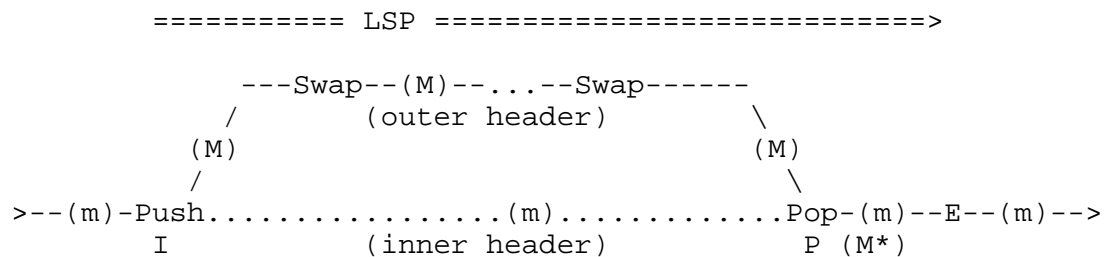 =========== LSP ============================>
---Swap--(M)--...--Swap------
/ (outer header) \
(M) (M)
/ \
>--(m)-Push.................(m).............Pop-(m)--E--(m)-->
I (inner header) P (M*)